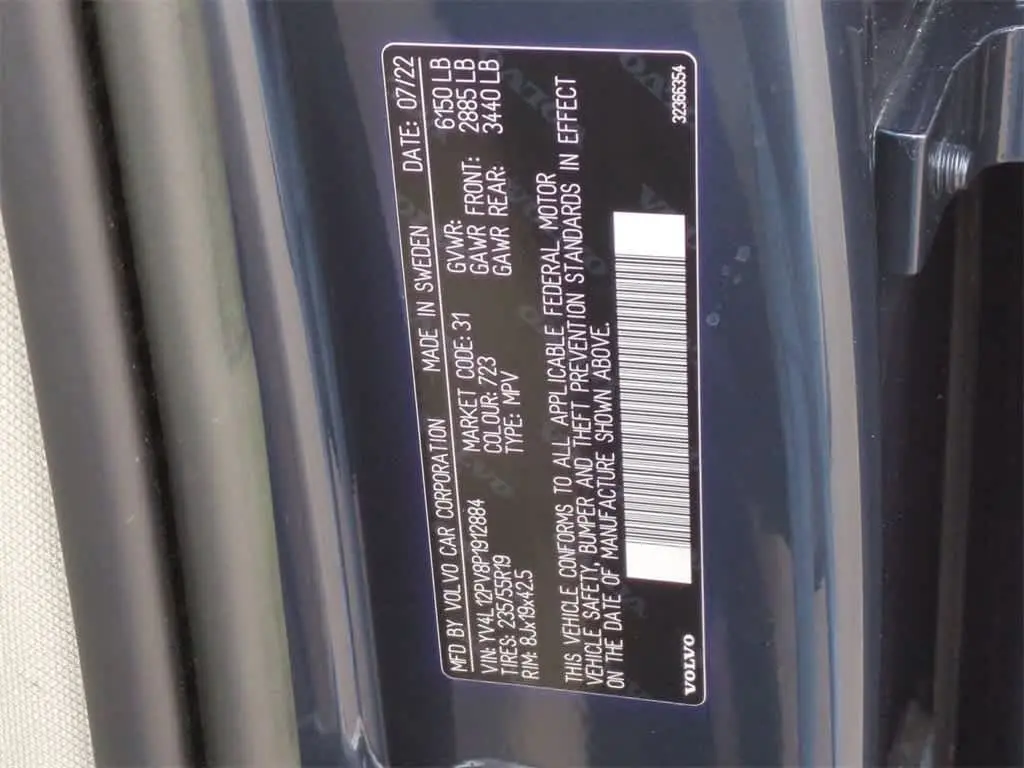 MFD BY VOLVO CAR CORPORATION MADE IN SWEDEN DATE: 07/22
VIN: YV4L12PV8P1912884 MARKET CODE: 31 GVWR: 6150 LB
TIRES: 235/55R19 COLOUR: 723 GAWR FRONT: 2885 LB
RIM: 8Jx19x42.5 TYPE: MPV GAWR REAR: 3440 LB
THIS VEHICLE CONFORMS TO ALL APPLICABLE FEDERAL MOTOR
VEHICLE SAFETY, BUMPER AND THEFT PREVENTION STANDARDS IN EFFECT
ON THE DATE OF MANUFACTURE SHOWN ABOVE.
VOLVO 32366354